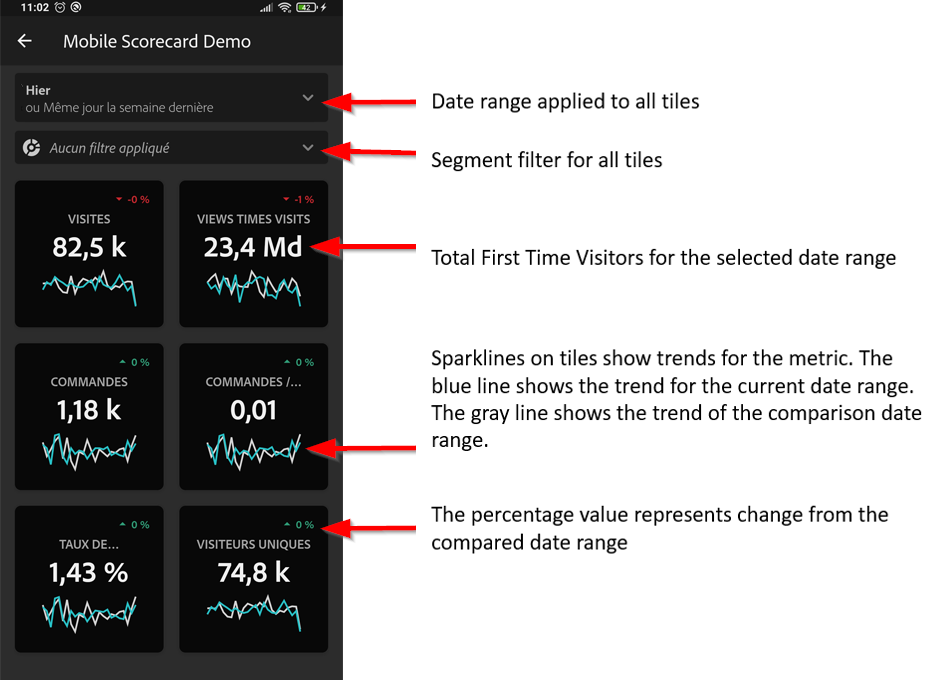 11:02
42
Mobile Scorecard Demo
Hier
ou Même jour la semaine dernière
Date range applied to all tiles
Aucun filtre appliqué
Segment filter for all tiles
-0 %
VISITES
82,5 k
-1 %
VIEWS TIMES VISITS
23,4 Md
Total First Time Visitors for the selected date range
0 %
COMMANDES
1,18 k
0 %
COMMANDES /...
0,01
Sparklines on tiles show trends for the metric. The
blue line shows the trend for the current date range.
The gray line shows the trend of the comparison date
range.
0 %
TAUX DE...
1,43 %
0 %
VISITEURS UNIQUES
74,8 k
The percentage value represents change from the
compared date range